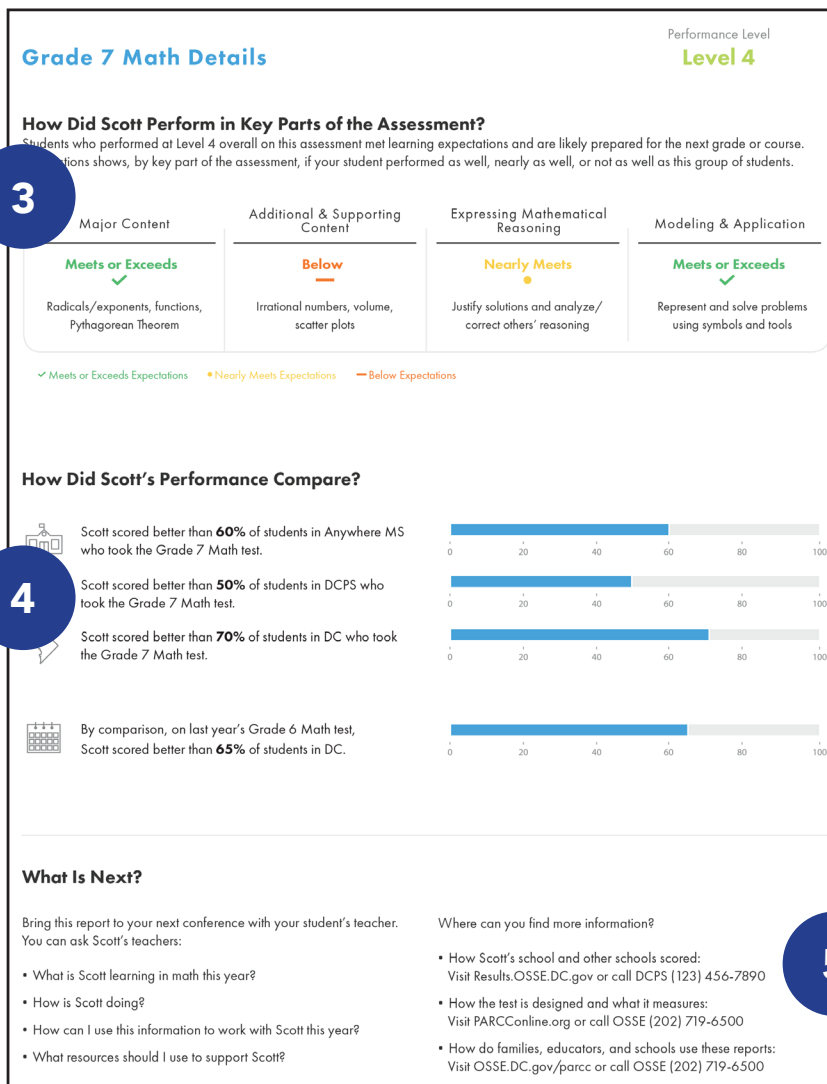 Performance Level
Grade 7 Math Details
Level 4
How Did Scott Perform in Key Parts of the Assessment?
Students who performed at Level 4 overall on this assessment met learning expectations and are likely prepared for the next grade or course.
shows, by key part of the assessment, if your student performed as well, nearly as well, or not as well as this group of students.
3
Major Content
Meets or Exceeds
Radicals/exponents, functions,
Pythagorean Theorem
Additional & Supporting
Content
Below
Irrational numbers, volume,
scatter plots
Expressing Mathematical
Reasoning
Nearly Meets
Justify solutions and analyze/
correct others' reasoning
Modeling & Application
Meets or Exceeds
Represent and solve problems
using symbols and tools
✓ Meets or Exceeds Expectations • Nearly Meets Expectations — Below Expectations
How Did Scott's Performance Compare?
4
Scott scored better than 60% of students in Anywhere MS
who took the Grade 7 Math test.
0 20 40 60 80 100
Scott scored better than 50% of students in DCPS who
took the Grade 7 Math test.
0 20 40 60 80 100
Scott scored better than 70% of students in DC who took
the Grade 7 Math test.
0 20 40 60 80 100
By comparison, on last year's Grade 6 Math test,
Scott scored better than 65% of students in DC.
0 20 40 60 80 100
What Is Next?
Bring this report to your next conference with your student's teacher.
You can ask Scott's teachers:
• What is Scott learning in math this year?
• How is Scott doing?
• How can I use this information to work with Scott this year?
• What resources should I use to support Scott?
Where can you find more information?
• How Scott's school and other schools scored:
Visit Results.OSSE.DC.gov or call DCPS (123) 456-7890
• How the test is designed and what it measures:
Visit PARCConline.org or call OSSE (202) 719-6500
• How do families, educators, and schools use these reports:
Visit OSSE.DC.gov/parcc or call OSSE (202) 719-6500